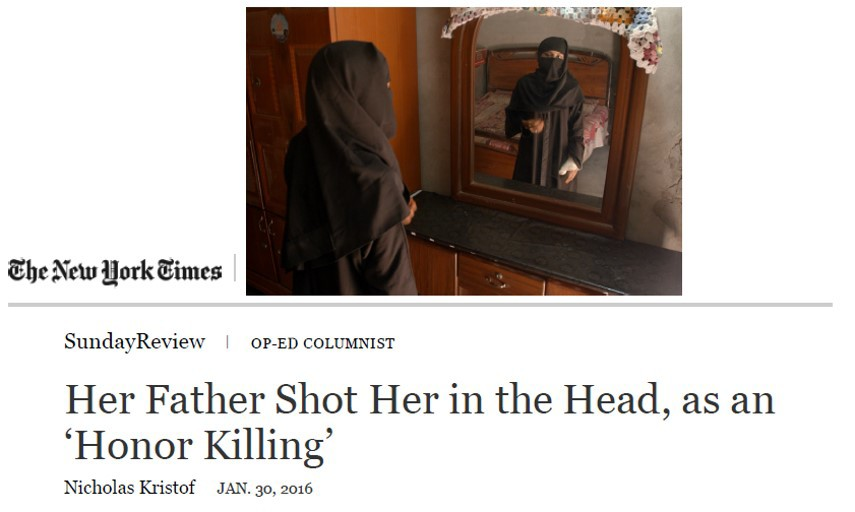 The New York Times
SundayReview | OP-ED COLUMNIST
Her Father Shot Her in the Head, as an
‘Honor Killing’
Nicholas Kristof JAN. 30, 2016